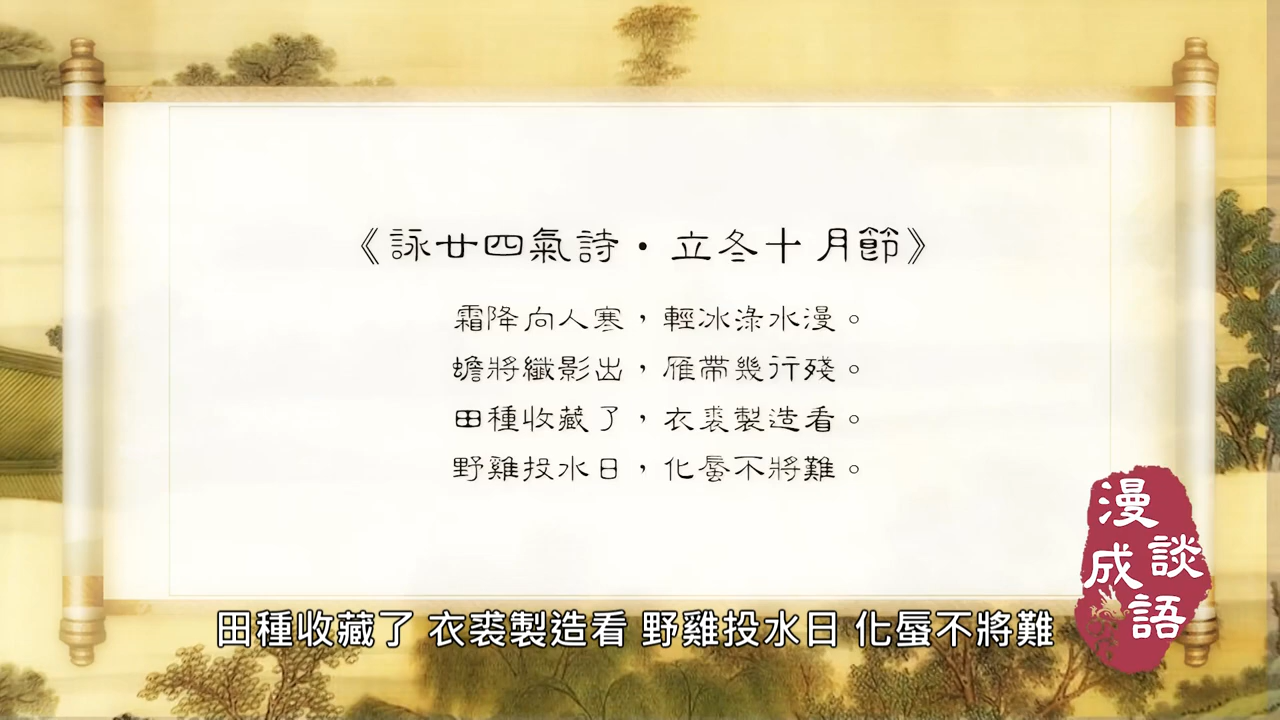 《詠廿四氣詩·立冬十月節》
霜降向人寒，輕冰淥水漫。
蟾將纖影出，雁帶幾行殘。
田種收藏了，衣裘製造看。
野雞投水日，化蜃不將難。
漫談
成語
田種收藏了 衣裘製造看 野雞投水日 化蜃不將難